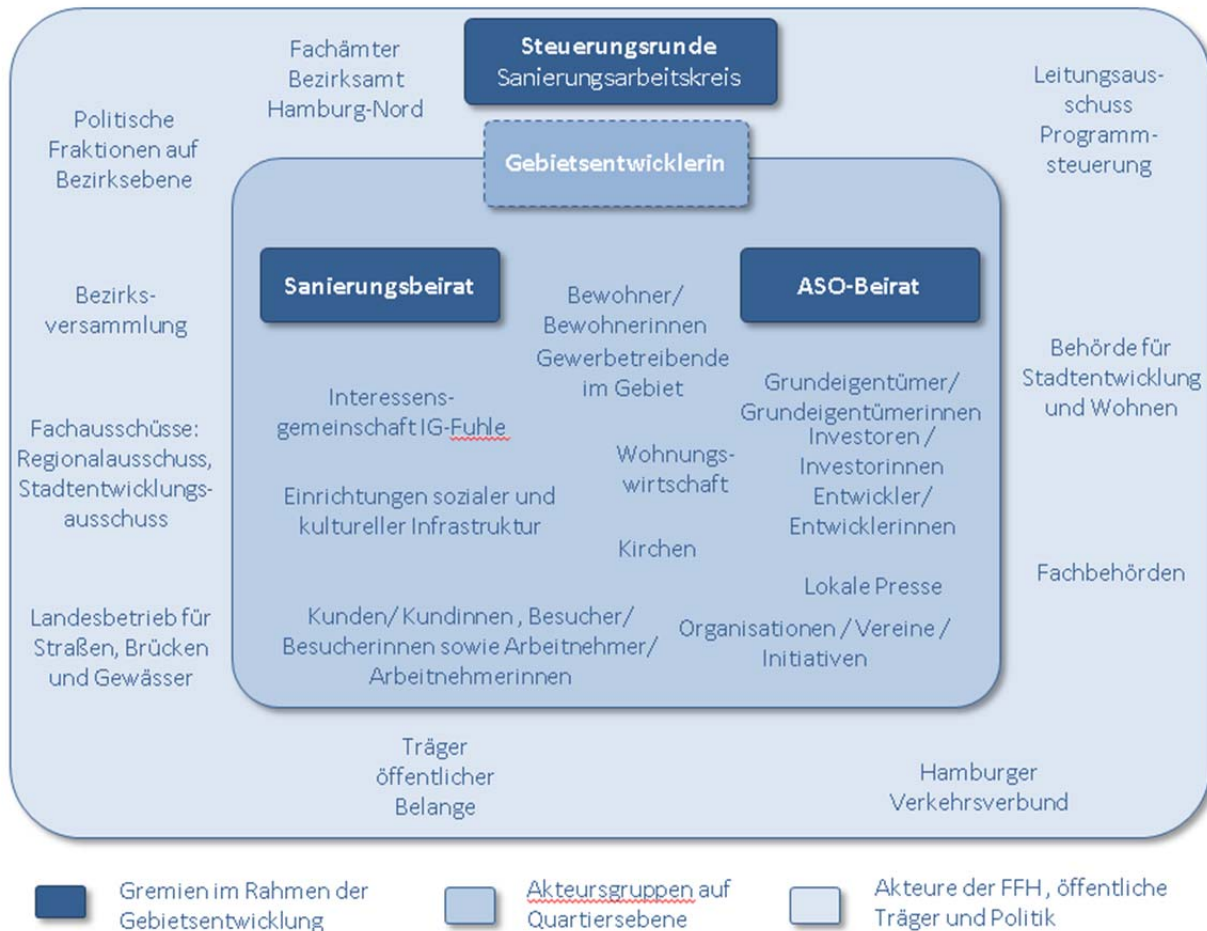 Steuerungsrunde
Sanierungsarbeitskreis
Fachämter
Bezirksamt
Hamburg-Nord
Leitungsaus-
schuss
Programm-
steuerung
Politische
Fraktionen auf
Bezirksebene
Gebietsentwicklerin
Sanierungsbeirat
ASO-Beirat
Bezirks-
versammlung
Bewohner/
Bewohnerinnen
Gewerbetreibende
im Gebiet
Behörde für
Stadtentwicklung
und Wohnen
Grundeigentümer/
Grundeigentümerinnen
Investoren /
Investorinnen
Entwickler/
Entwicklerinnen
Interessens-
gemeinschaft IG-Fuhle
Fachausschüsse:
Regionalausschuss,
Stadtentwicklungs-
ausschuss
Wohnungs-
wirtschaft
Einrichtungen sozialer und
kultureller Infrastruktur
Kirchen
Fachbehörden
Lokale Presse
Landesbetrieb für
Straßen, Brücken
und Gewässer
Kunden/ Kundinnen , Besucher/
Besucherinnen sowie Arbeitnehmer/
Arbeitnehmerinnen
Organisationen / Vereine /
Initiativen
Träger
öffentlicher
Belange
Hamburger
Verkehrsverbund
Gremien im Rahmen der
Gebietsentwicklung
Akteursgruppen auf
Quartiersebene
Akteure der FFH , öffentliche
Träger und Politik